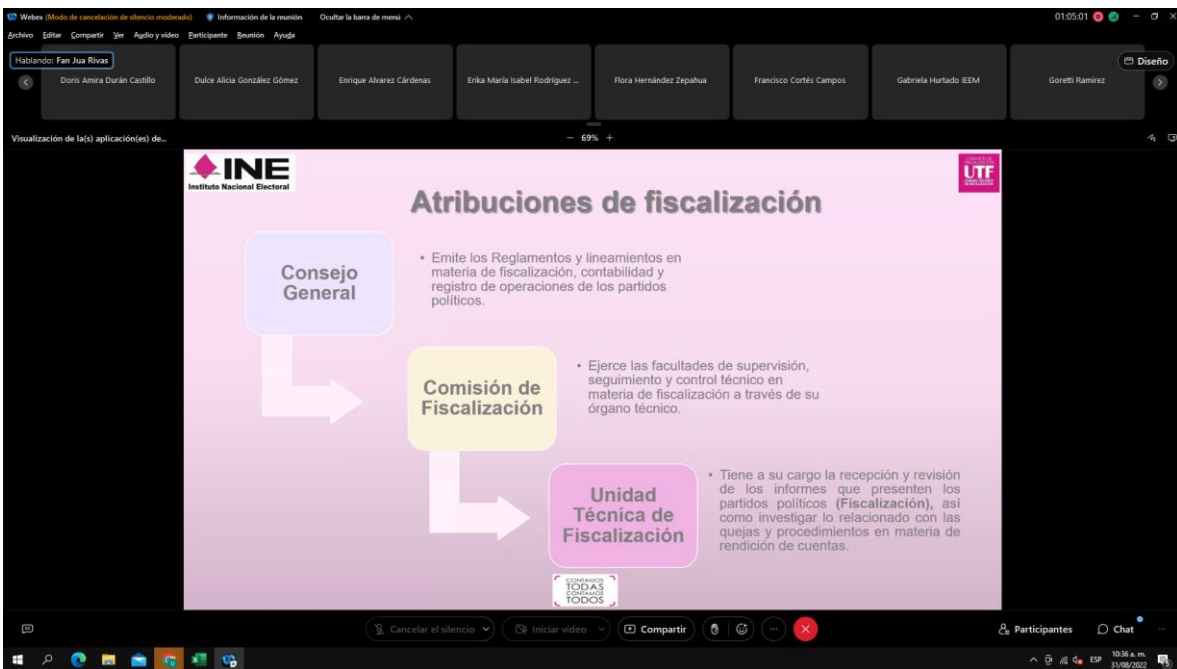 Webex (Modo de cancelación de silencio moderado) Información de la reunión Ocultar la barra de menú 01:05:01
Archivo Editar Compartir Ver Audio y video Participante Reunión Ayuda
Hablando: Fan Jua Rivas
Diseño
Doris Amira Durán Castillo Dulce Alicia González Gómez Enrique Alvarez Cárdenas Erika María Isabel Rodríguez ... Flora Hernández Zepahua Francisco Cortés Campos Gabriela Hurtado IEEM Goretti Ramirez
Visualización de la(s) aplicación(es) de... − 69% +
INE
Instituto Nacional Electoral
UTF
Atribuciones de fiscalización
Consejo
General
• Emite los Reglamentos y lineamientos en
materia de fiscalización, contabilidad y
registro de operaciones de los partidos
políticos.
Comisión de
Fiscalización
• Ejerce las facultades de supervisión,
seguimiento y control técnico en
materia de fiscalización a través de su
órgano técnico.
Unidad
Técnica de
Fiscalización
• Tiene a su cargo la recepción y revisión
de los informes que presenten los
partidos políticos (Fiscalización), así
como investigar lo relacionado con las
quejas y procedimientos en materia de
rendición de cuentas.
CONTAMOS
TODAS
CONTAMOS
TODOS
Cancelar el silencio Iniciar video Compartir Participantes Chat
ESP
10:36 a. m.
31/08/2022